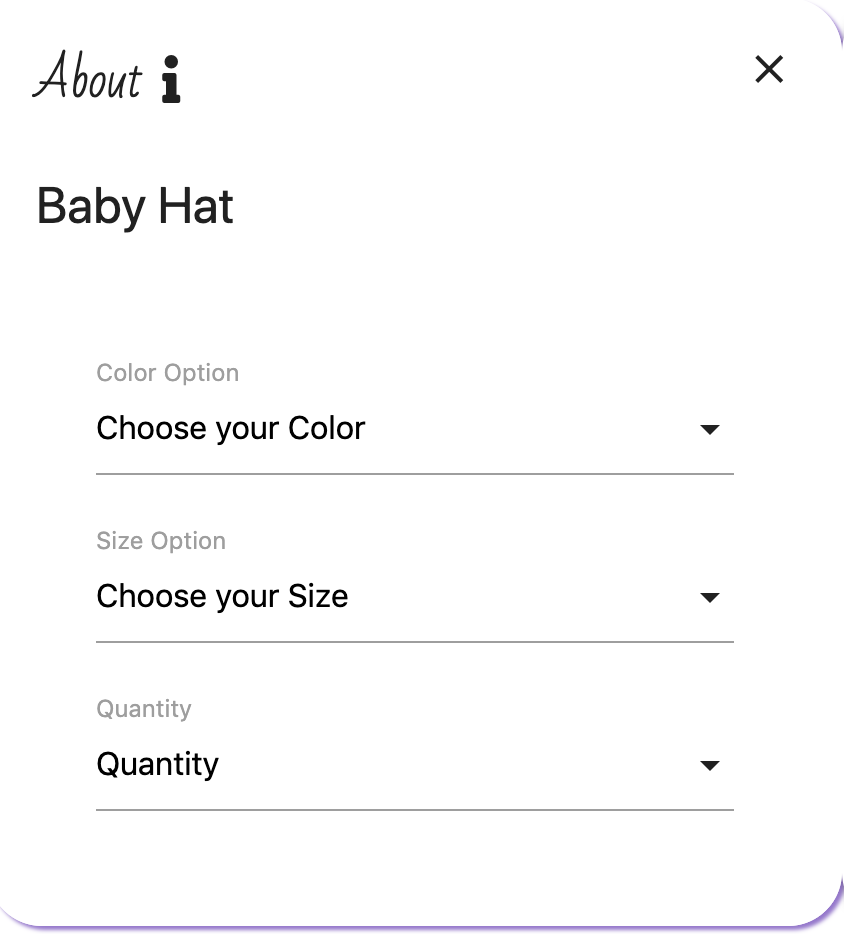 About i
Baby Hat
Color Option
Choose your Color
Size Option
Choose your Size
Quantity
Quantity